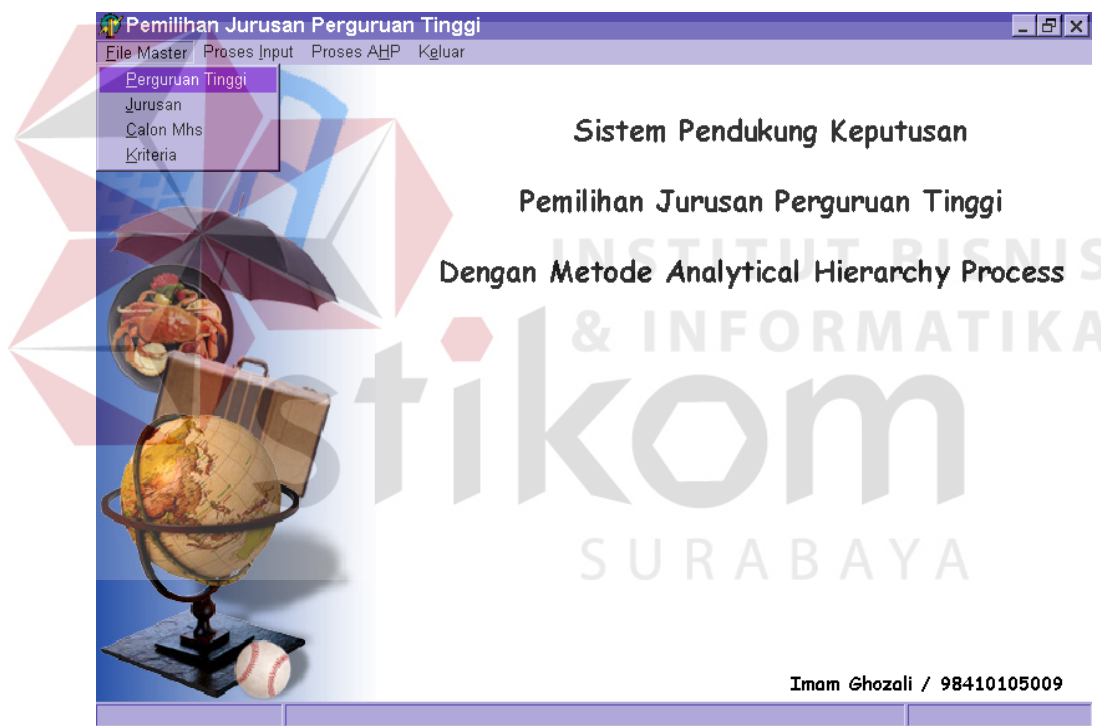 Pemilihan Jurusan Perguruan Tinggi
File Master Proses Input Proses AHP Keluar
Perguruan Tinggi
Jurusan
Calon Mhs
Kriteria
Sistem Pendukung Keputusan
Pemilihan Jurusan Perguruan Tinggi
Dengan Metode Analytical Hierarchy Process
INSTITUT BISNIS
& INFORMATIKA
stikom
SURABAYA
Imam Ghozali / 98410105009